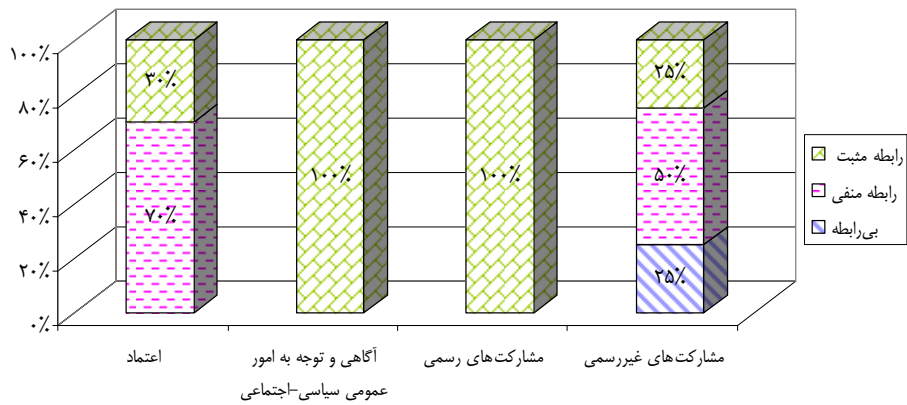 ۱۰۰٪
۸۰٪
۶۰٪
۴۰٪
۲۰٪
۰٪
۳۰٪
۷۰٪
۱۰۰٪
۱۰۰٪
۲۵٪
۵۰٪
۲۵٪
اعتماد
آگاهی و توجه به امور
عمومی سیاسی-اجتماعی
مشارکت‌های رسمی
مشارکت‌های غیررسمی
رابطه مثبت
رابطه منفی
بی‌رابطه